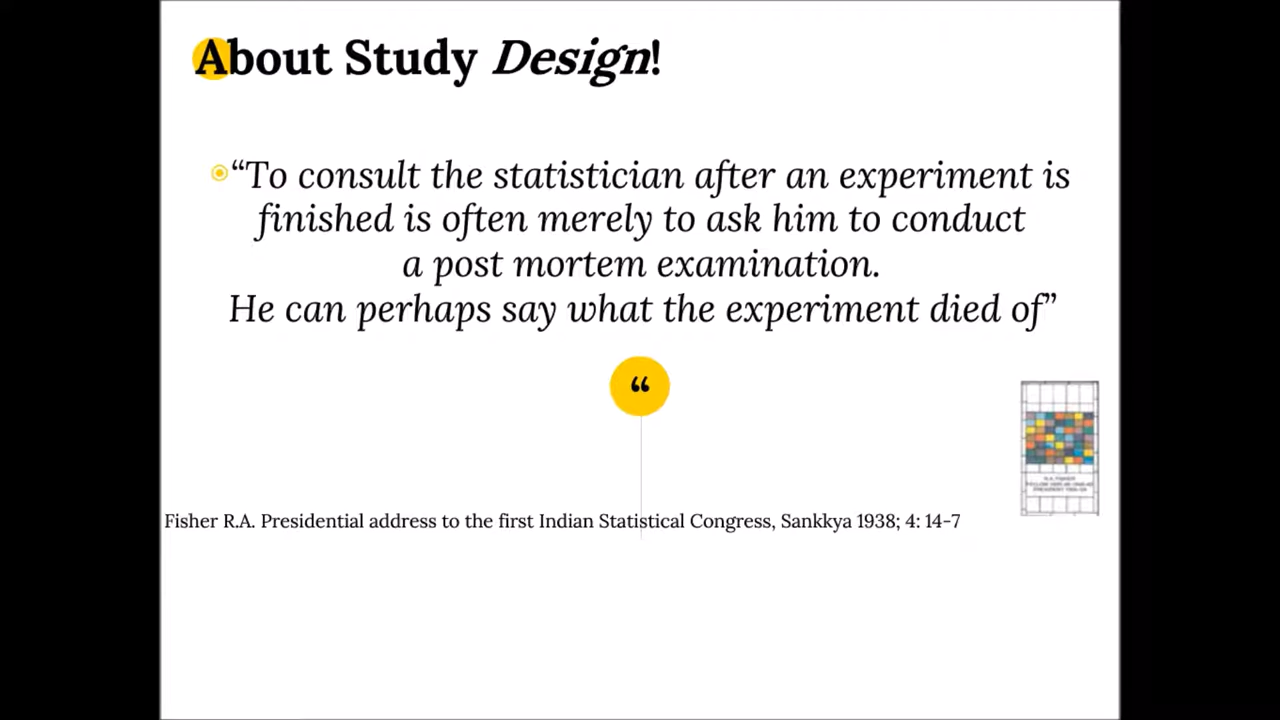 About Study Design!
“To consult the statistician after an experiment is
finished is often merely to ask him to conduct
a post mortem examination.
He can perhaps say what the experiment died of”
“
R.A. FISHER
Fisher R.A. Presidential address to the first Indian Statistical Congress, Sankkya 1938; 4: 14-7